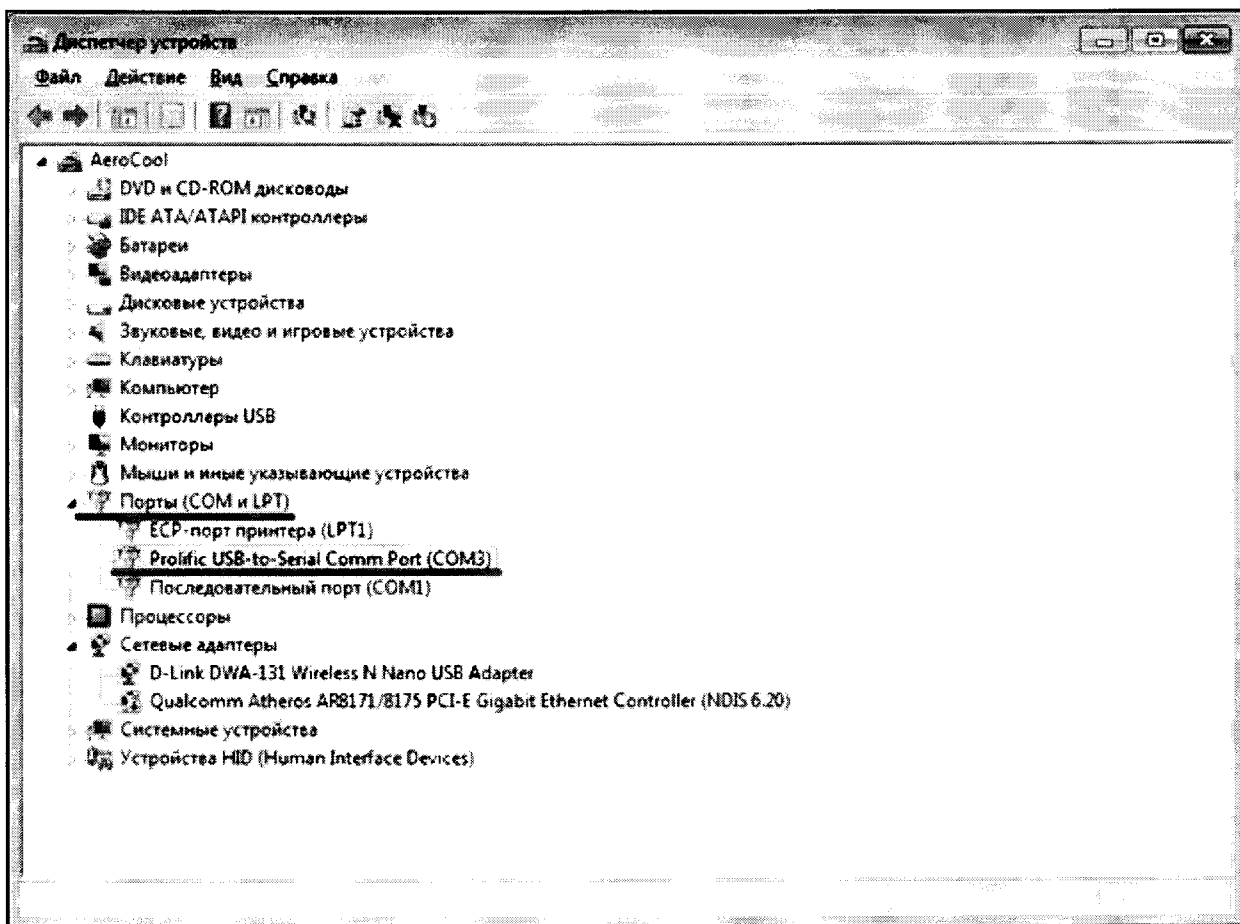 Диспетчер устройств
Файл Действие Вид Справка
AeroCool
DVD и CD-ROM дисководы
IDE ATA/ATAPI контроллеры
Батареи
Видеоадаптеры
Дисковые устройства
Звуковые, видео и игровые устройства
Клавиатуры
Компьютер
Контроллеры USB
Мониторы
Мыши и иные указывающие устройства
Порты (COM и LPT)
ECP-порт принтера (LPT1)
Prolific USB-to-Serial Comm Port (COM3)
Последовательный порт (COM1)
Процессоры
Сетевые адаптеры
D-Link DWA-131 Wireless N Nano USB Adapter
Qualcomm Atheros AR8171/8175 PCI-E Gigabit Ethernet Controller (NDIS 6.20)
Системные устройства
Устройства HID (Human Interface Devices)